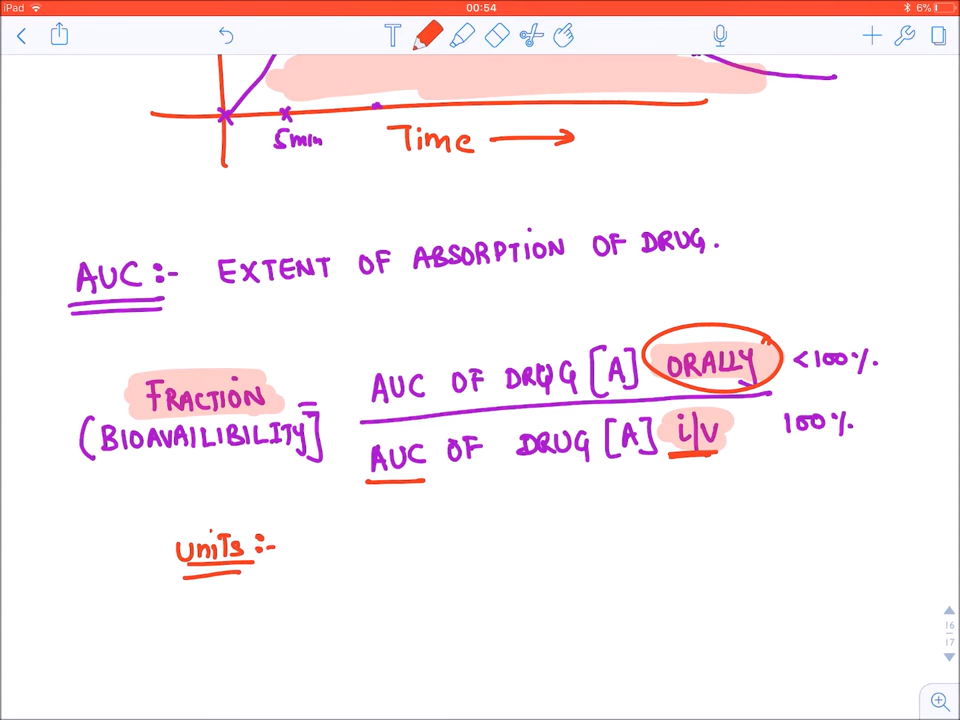 iPad 00:54 6%
T
5min Time
AUC:- EXTENT OF ABSORPTION OF DRUG.
AUC OF DRUG [A] ORALLY <100%.
FRACTION =
(BIOAVAILIBILITY]
AUC OF DRUG [A] i/v 100%
Units:-
16
17